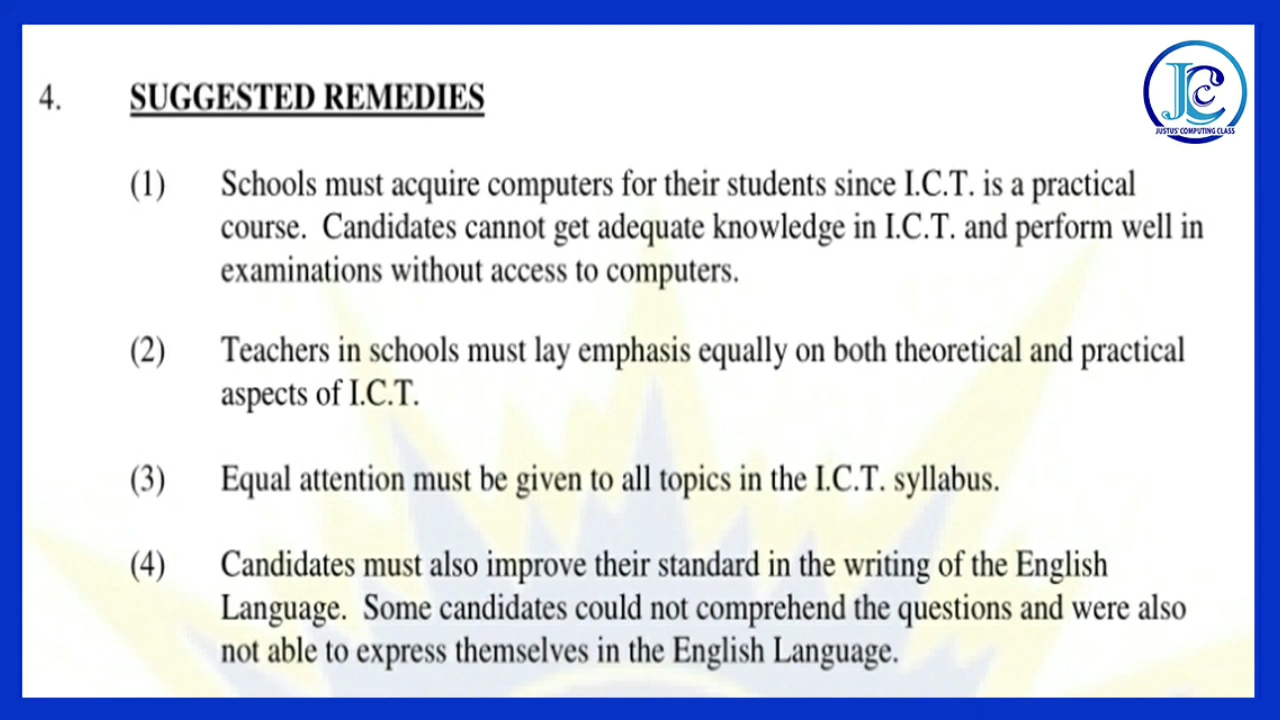 JC
JUSTUS' COMPUTING CLASS
4. SUGGESTED REMEDIES
(1) Schools must acquire computers for their students since I.C.T. is a practical
course. Candidates cannot get adequate knowledge in I.C.T. and perform well in
examinations without access to computers.
(2) Teachers in schools must lay emphasis equally on both theoretical and practical
aspects of I.C.T.
(3) Equal attention must be given to all topics in the I.C.T. syllabus.
(4) Candidates must also improve their standard in the writing of the English
Language. Some candidates could not comprehend the questions and were also
not able to express themselves in the English Language.